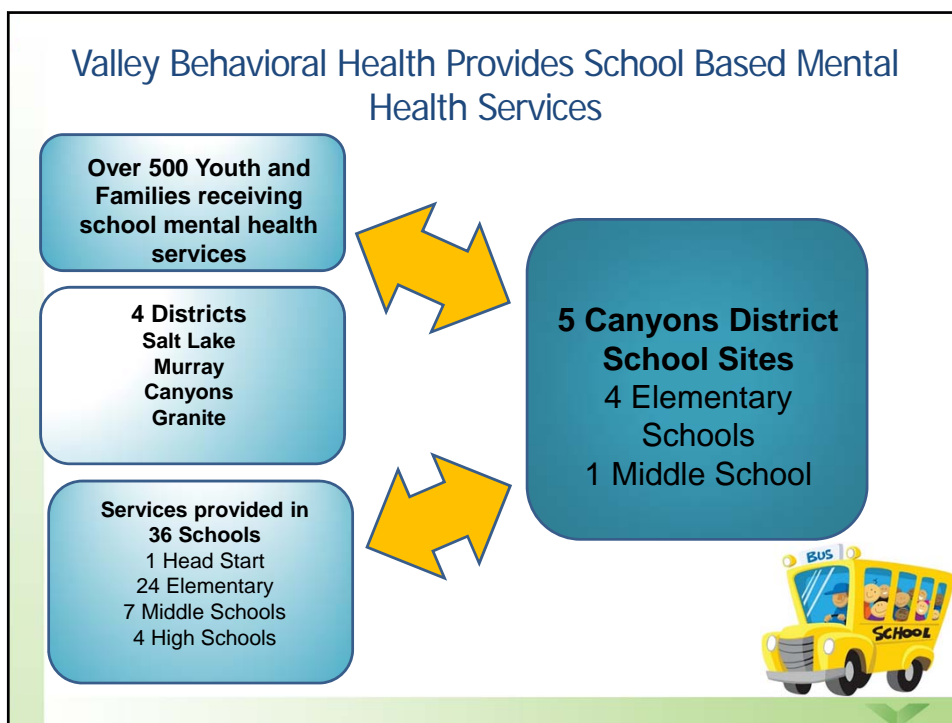 Valley Behavioral Health Provides School Based Mental
Health Services
Over 500 Youth and
Families receiving
school mental health
services
4 Districts
Salt Lake
Murray
Canyons
Granite
Services provided in
36 Schools
1 Head Start
24 Elementary
7 Middle Schools
4 High Schools
5 Canyons District
School Sites
4 Elementary
Schools
1 Middle School
BUS
SCHOOL